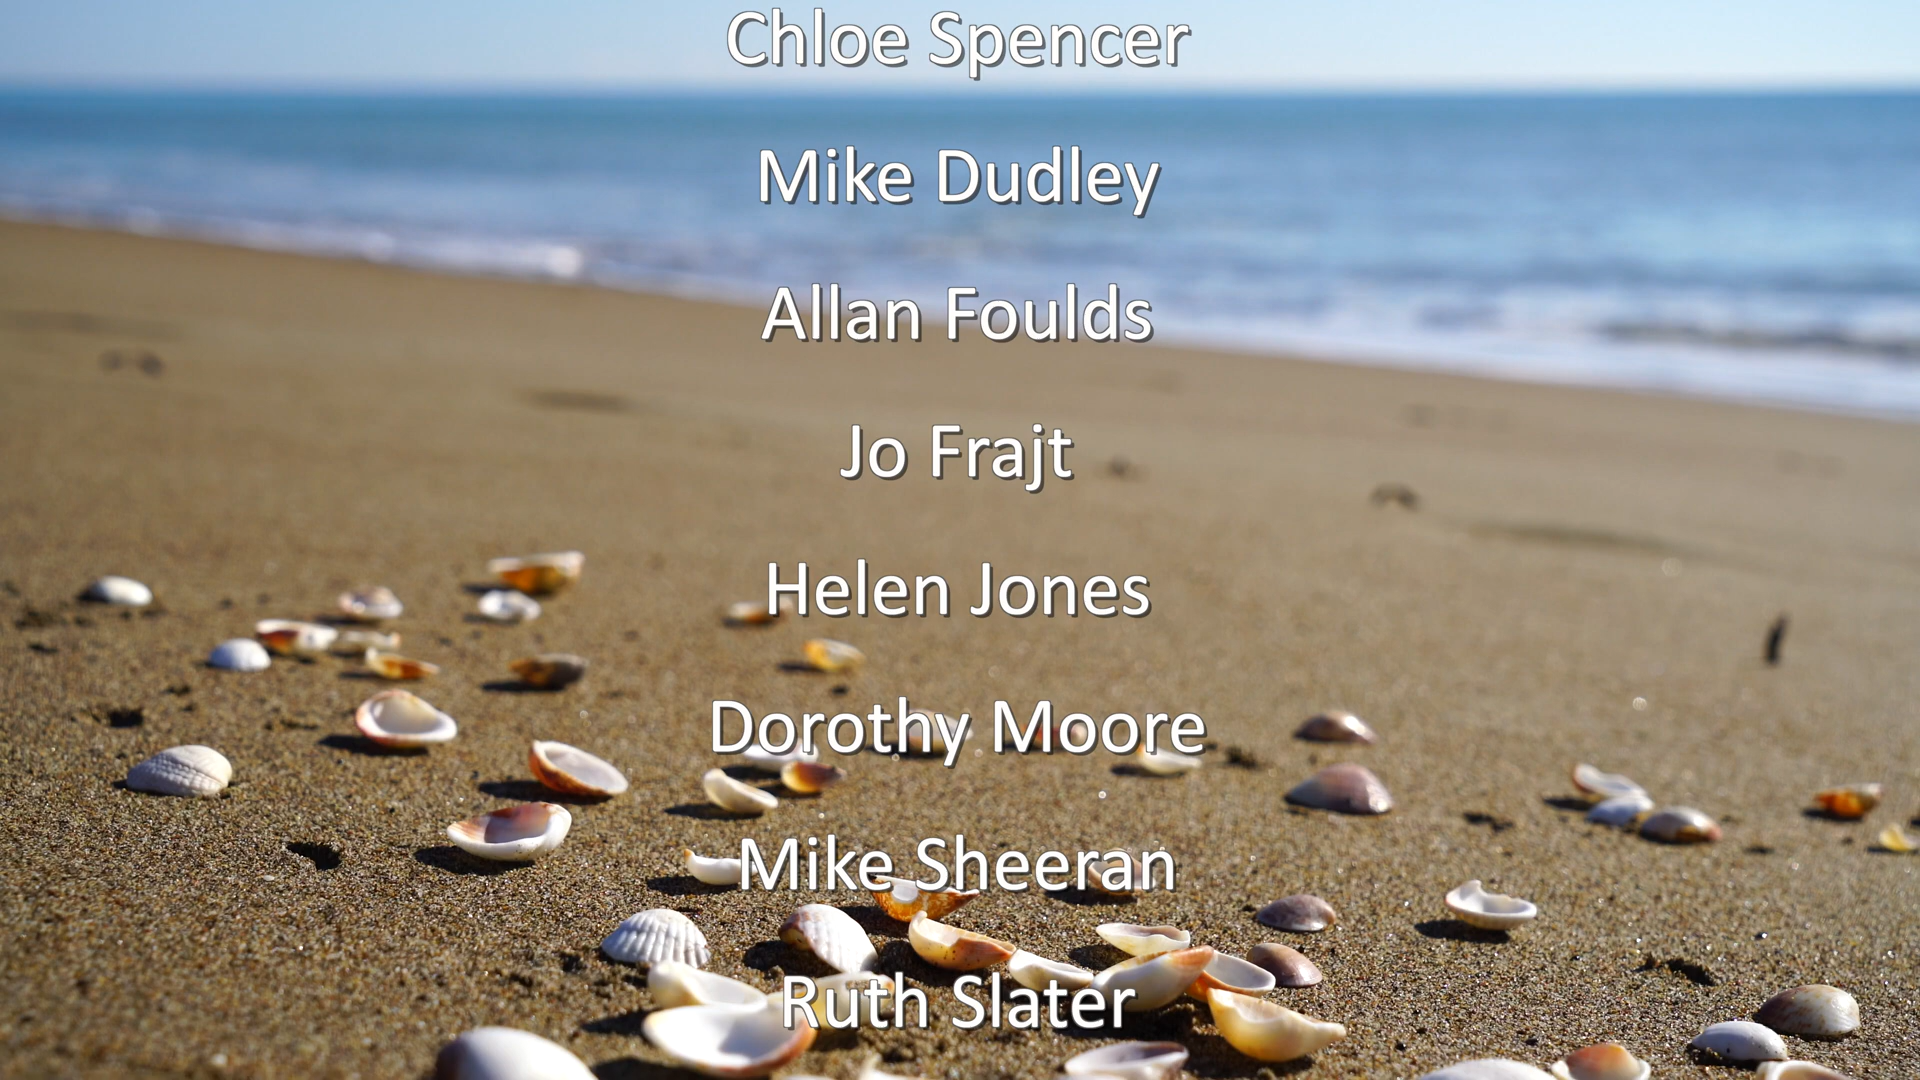 Chloe Spencer
Mike Dudley
Allan Foulds
Jo Frajt
Helen Jones
Dorothy Moore
Mike Sheeran
Ruth Slater